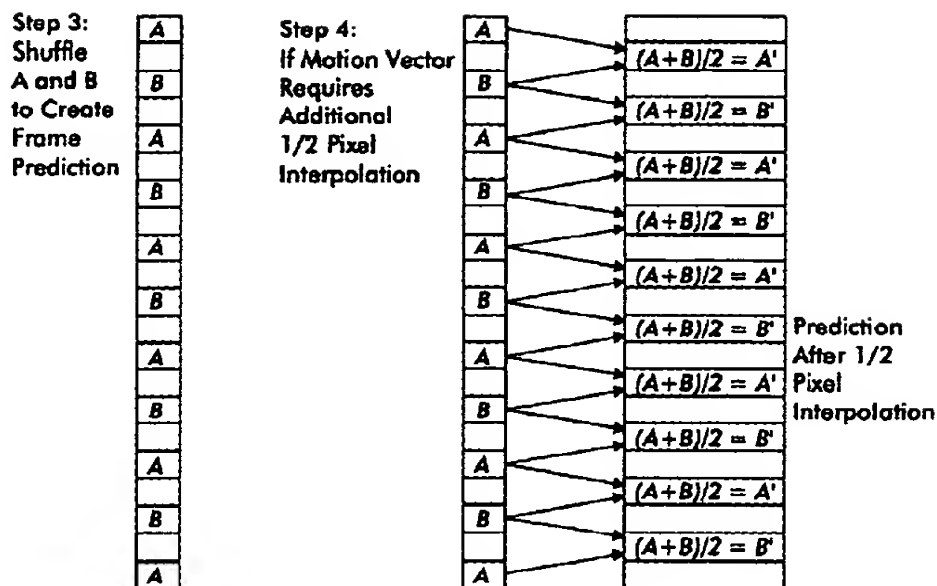 Step 3:
Shuffle
A and B
to Create
Frame
Prediction
A
B
A
B
A
B
A
B
A
B
A
Step 4:
If Motion Vector
Requires
Additional
1/2 Pixel
Interpolation
A
B
A
B
A
B
A
B
A
B
A
(A+B)/2 = A'
(A+B)/2 = B'
(A+B)/2 = A'
(A+B)/2 = B'
(A+B)/2 = A'
(A+B)/2 = B'
(A+B)/2 = A'
(A+B)/2 = B'
(A+B)/2 = A'
(A+B)/2 = B'
Prediction
After 1/2
Pixel
Interpolation